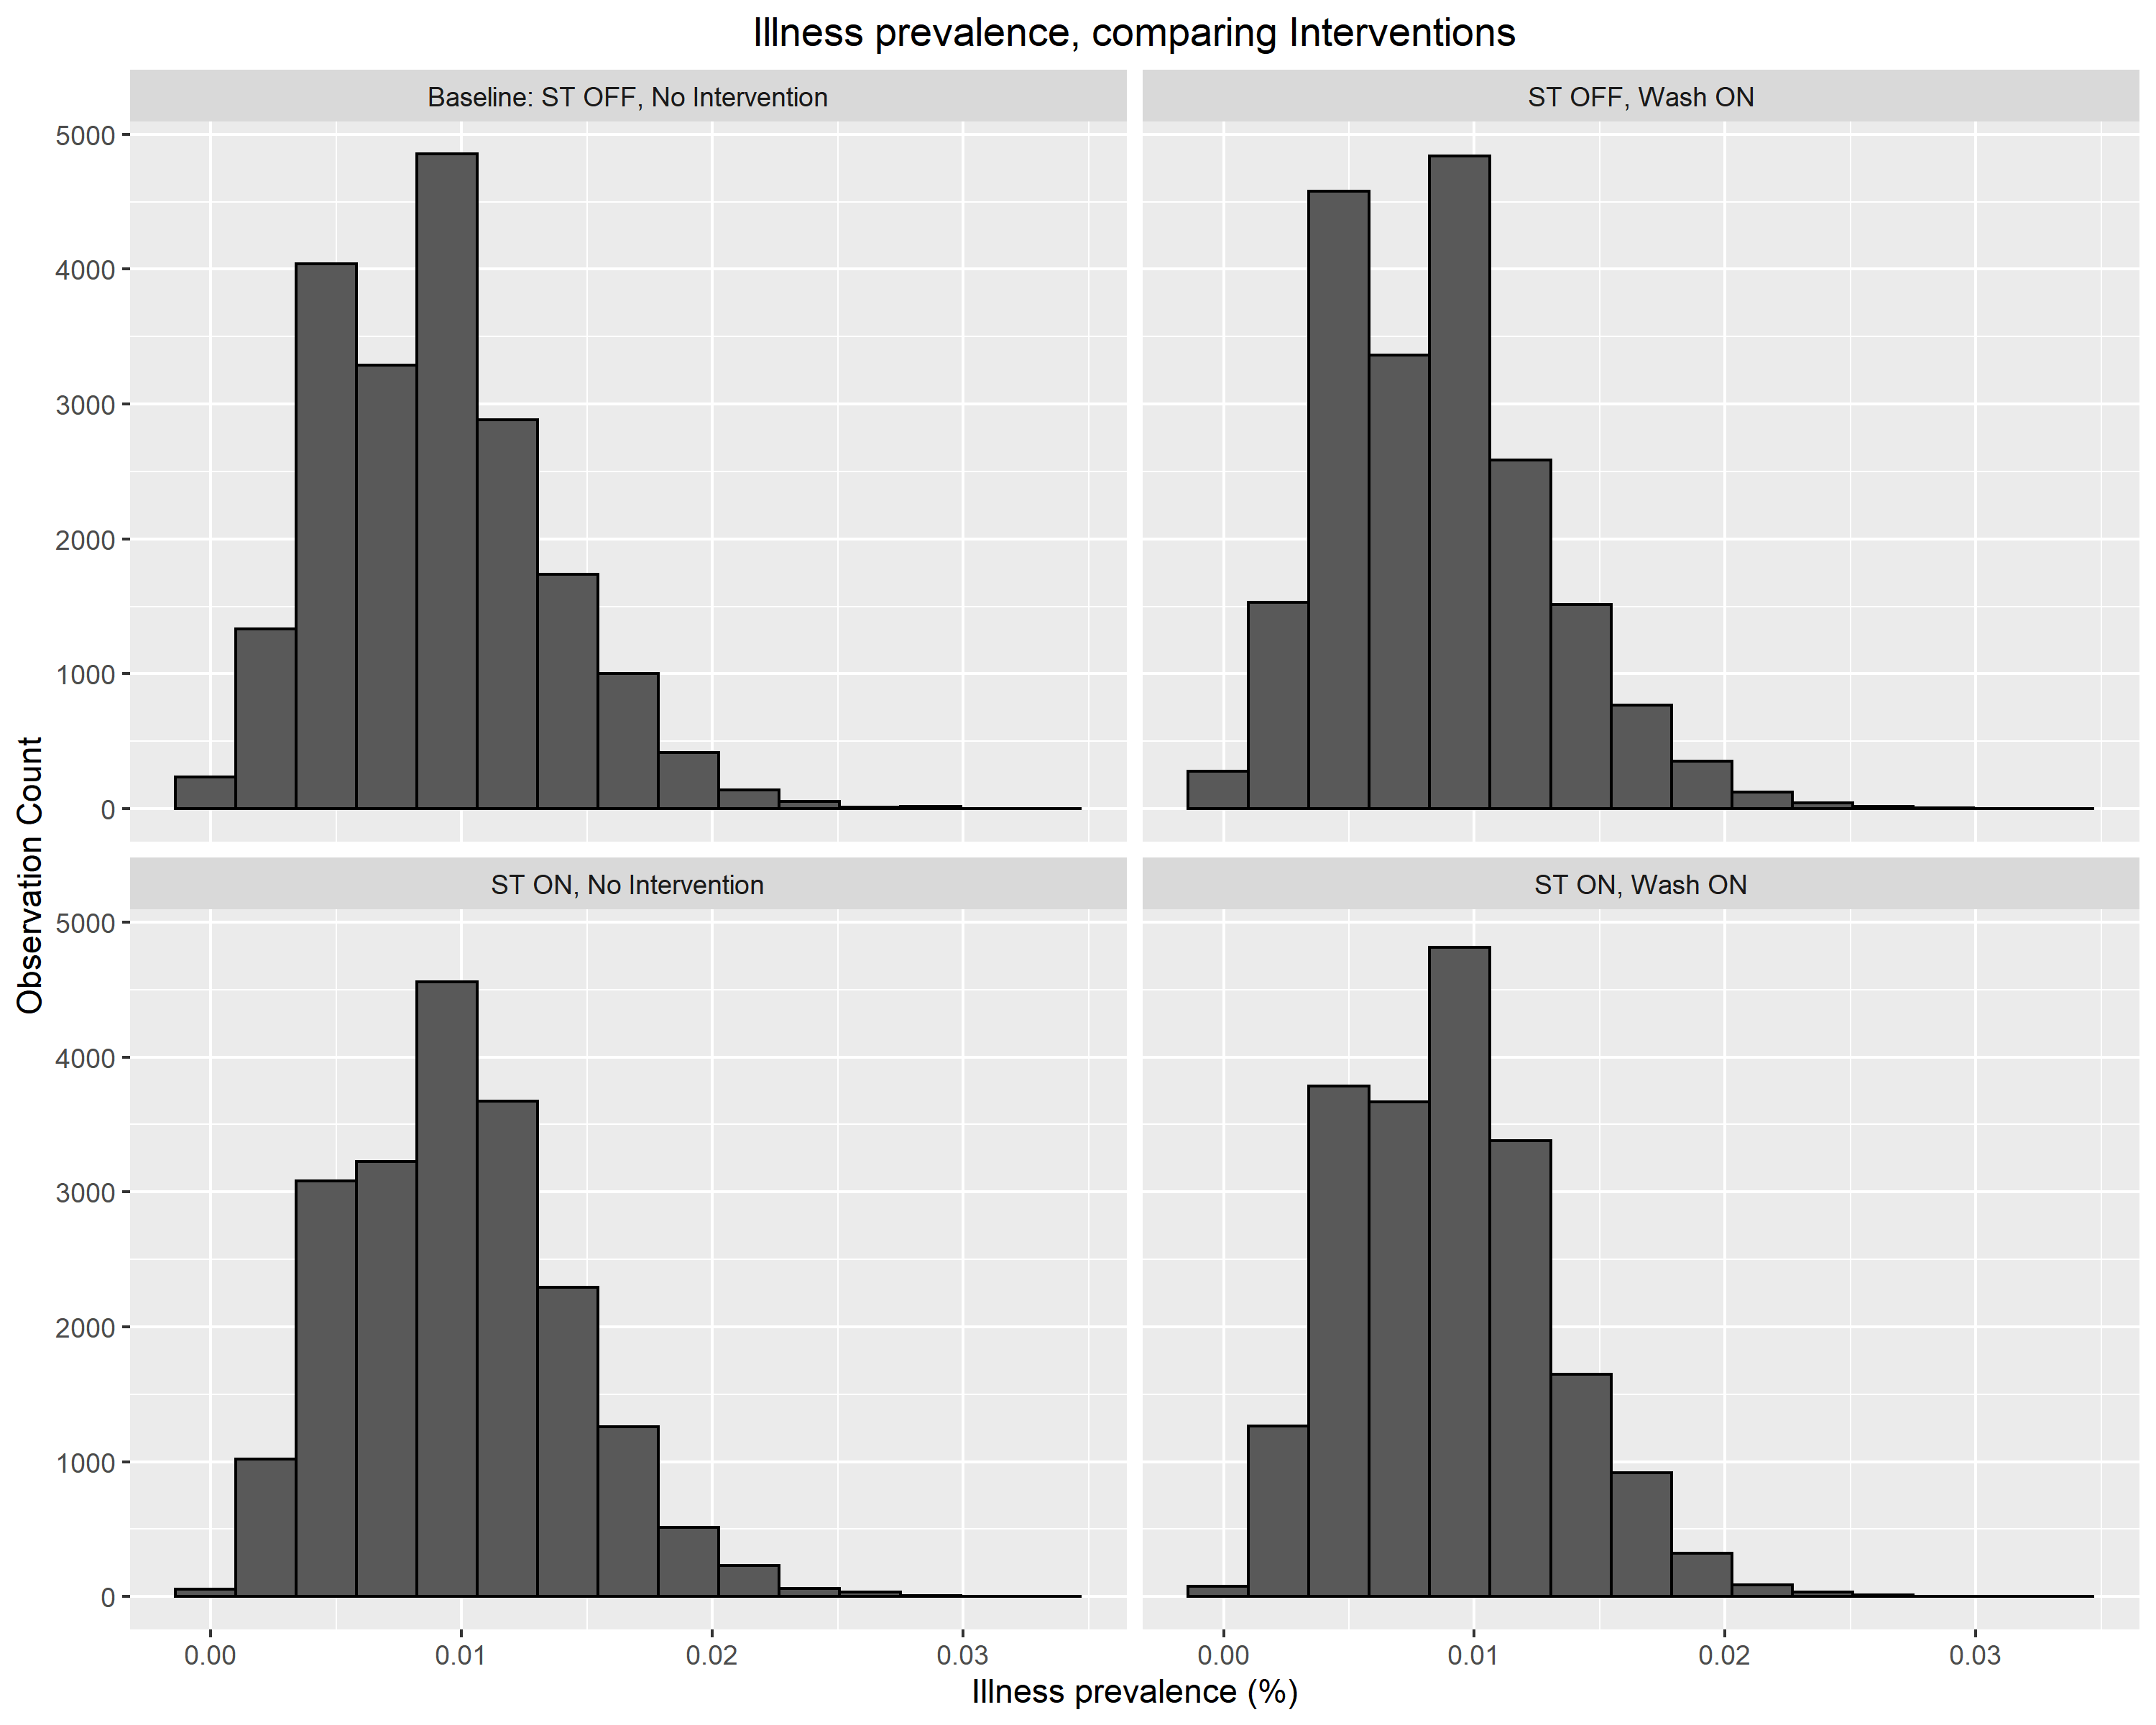 Illness prevalence, comparing Interventions
Baseline: ST OFF, No Intervention
ST OFF, Wash ON
5000
4000
3000
2000
1000
0
ST ON, No Intervention
ST ON, Wash ON
5000
4000
3000
2000
1000
0
Observation Count
0.00 0.01 0.02 0.03
0.00 0.01 0.02 0.03
Illness prevalence (%)